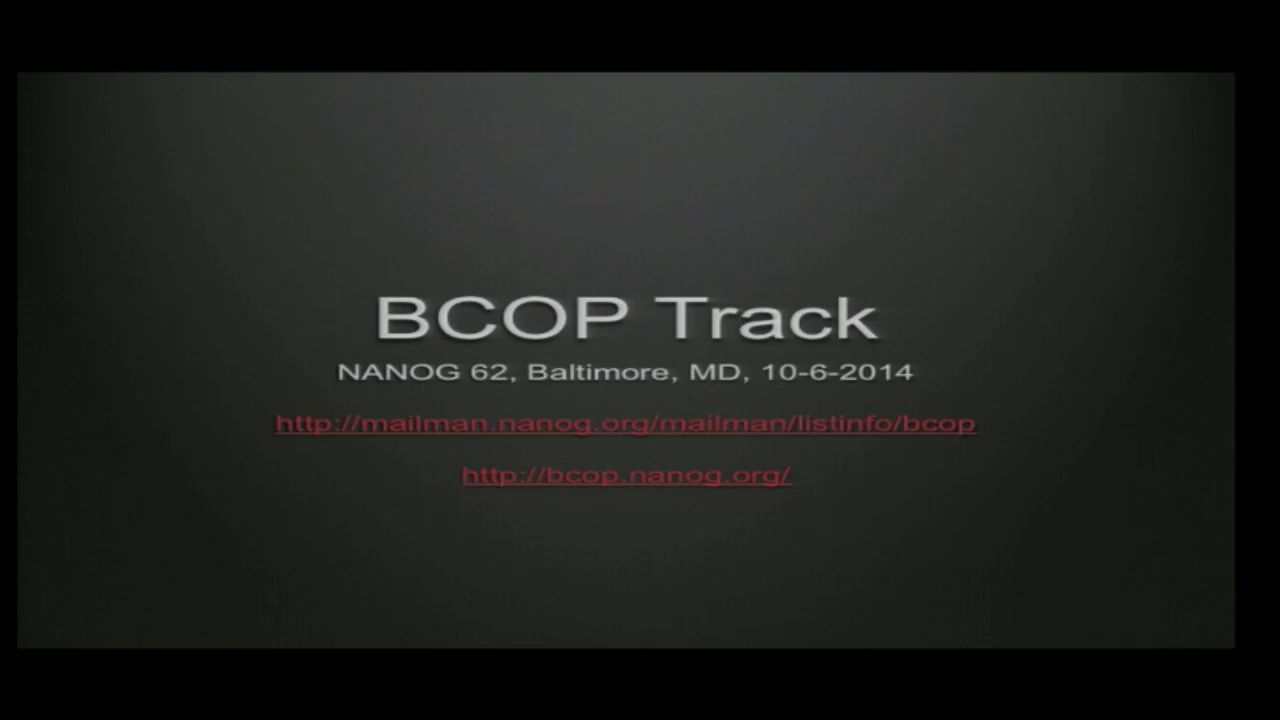 BCOP Track
NANOG 62, Baltimore, MD, 10-6-2014
http://mailman.nanog.org/mailman/listinfo/bcop
http://bcop.nanog.org/